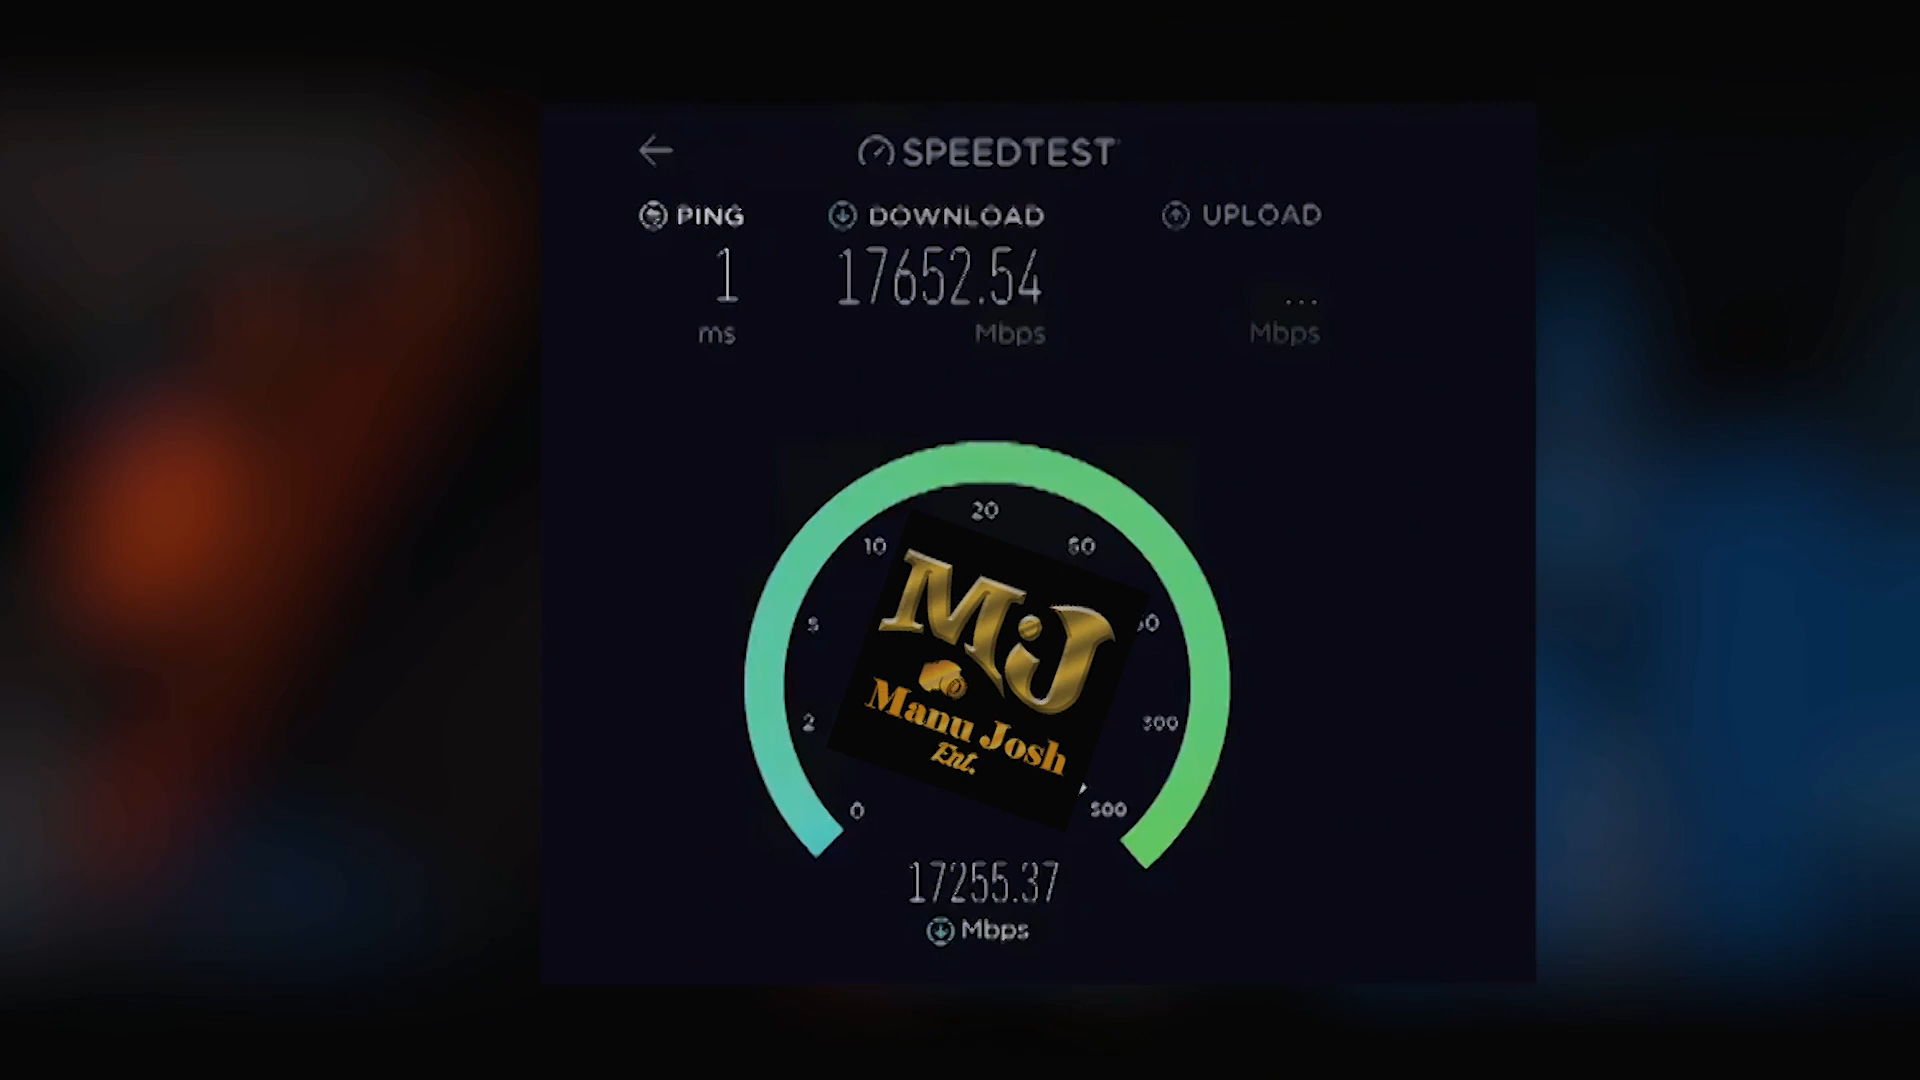 SPEEDTEST
PING DOWNLOAD UPLOAD
1 17652.54 ...
ms Mbps Mbps
20
10
5
2
0
300
500
MJ
Manu Josh
Ent.
17255.37
Mbps